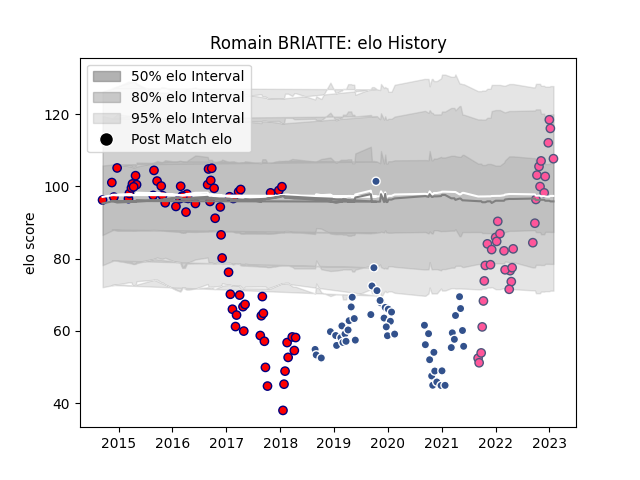 Romain BRIATTE: elo History
50% elo Interval
80% elo Interval
95% elo Interval
Post Match elo
elo score
120
100
80
60
40
2015 2016 2017 2018 2019 2020 2021 2022 2023